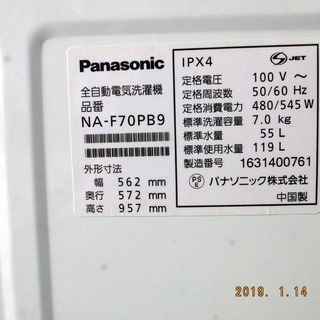 Panasonic
全自動電気洗濯機
品番
NA-F70PB9
外形寸法
幅 562 mm
奥行 572 mm
高さ 957 mm
IPX4
JET
定格電圧 100 V ～
定格周波数 50/60 Hz
定格消費電力 480/545 W
標準洗濯容量 7.0 kg
標準水量 55 L
標準使用水量 119 L
製造番号 1631400761
PS
E
パナソニック株式会社
中国製
2019. 1.14